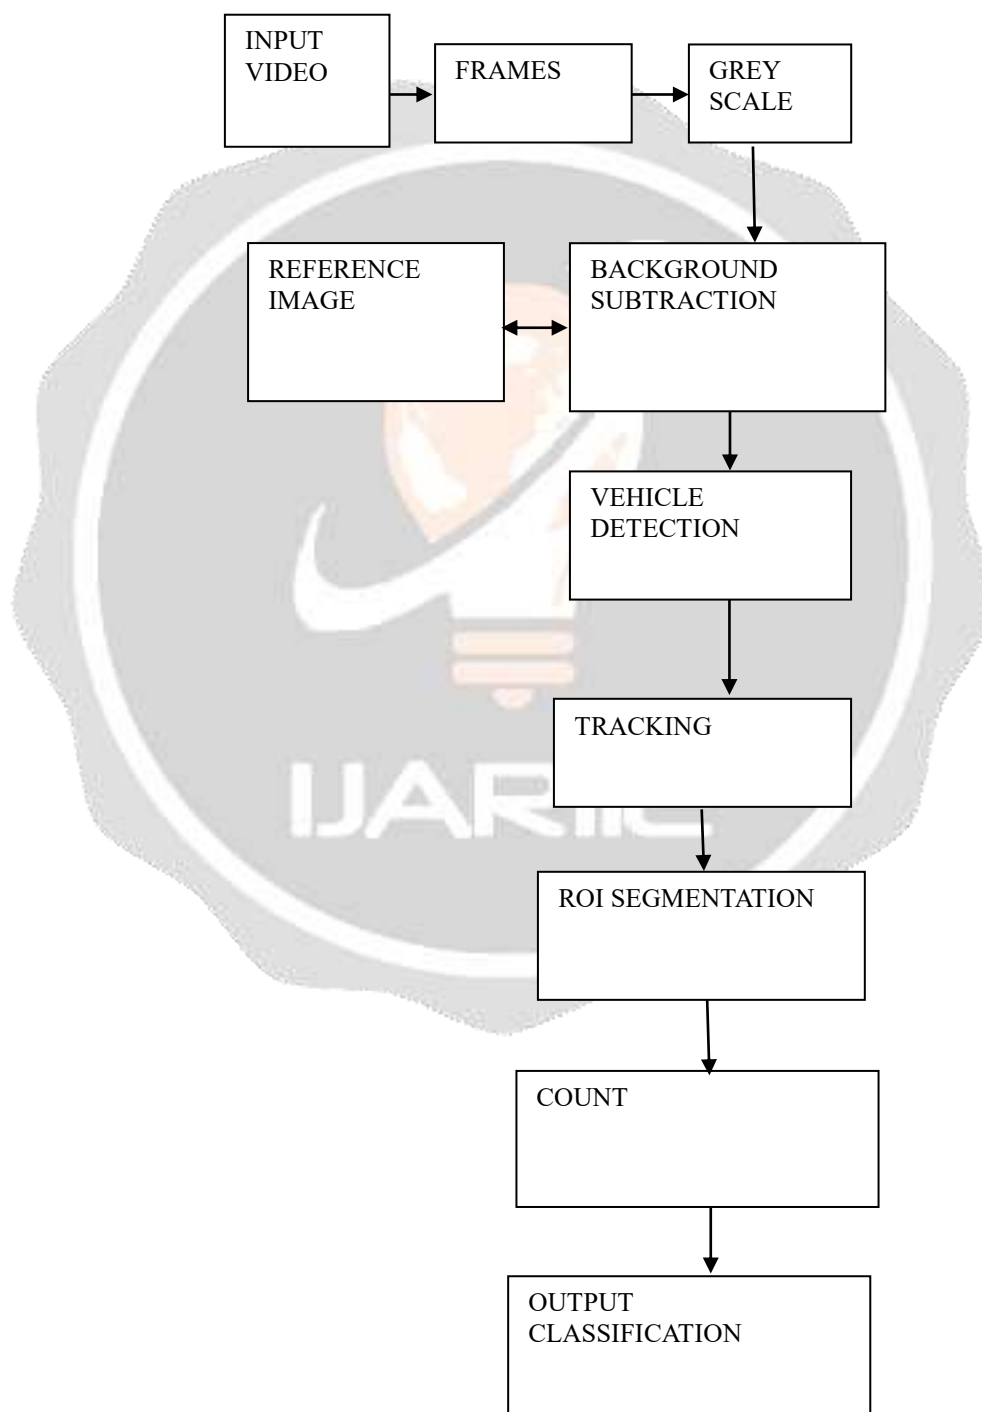 INPUT
VIDEO
FRAMES
GREY
SCALE
REFERENCE
IMAGE
BACKGROUND
SUBTRACTION
VEHICLE
DETECTION
TRACKING
IJARIIE
ROI SEGMENTATION
COUNT
OUTPUT
CLASSIFICATION